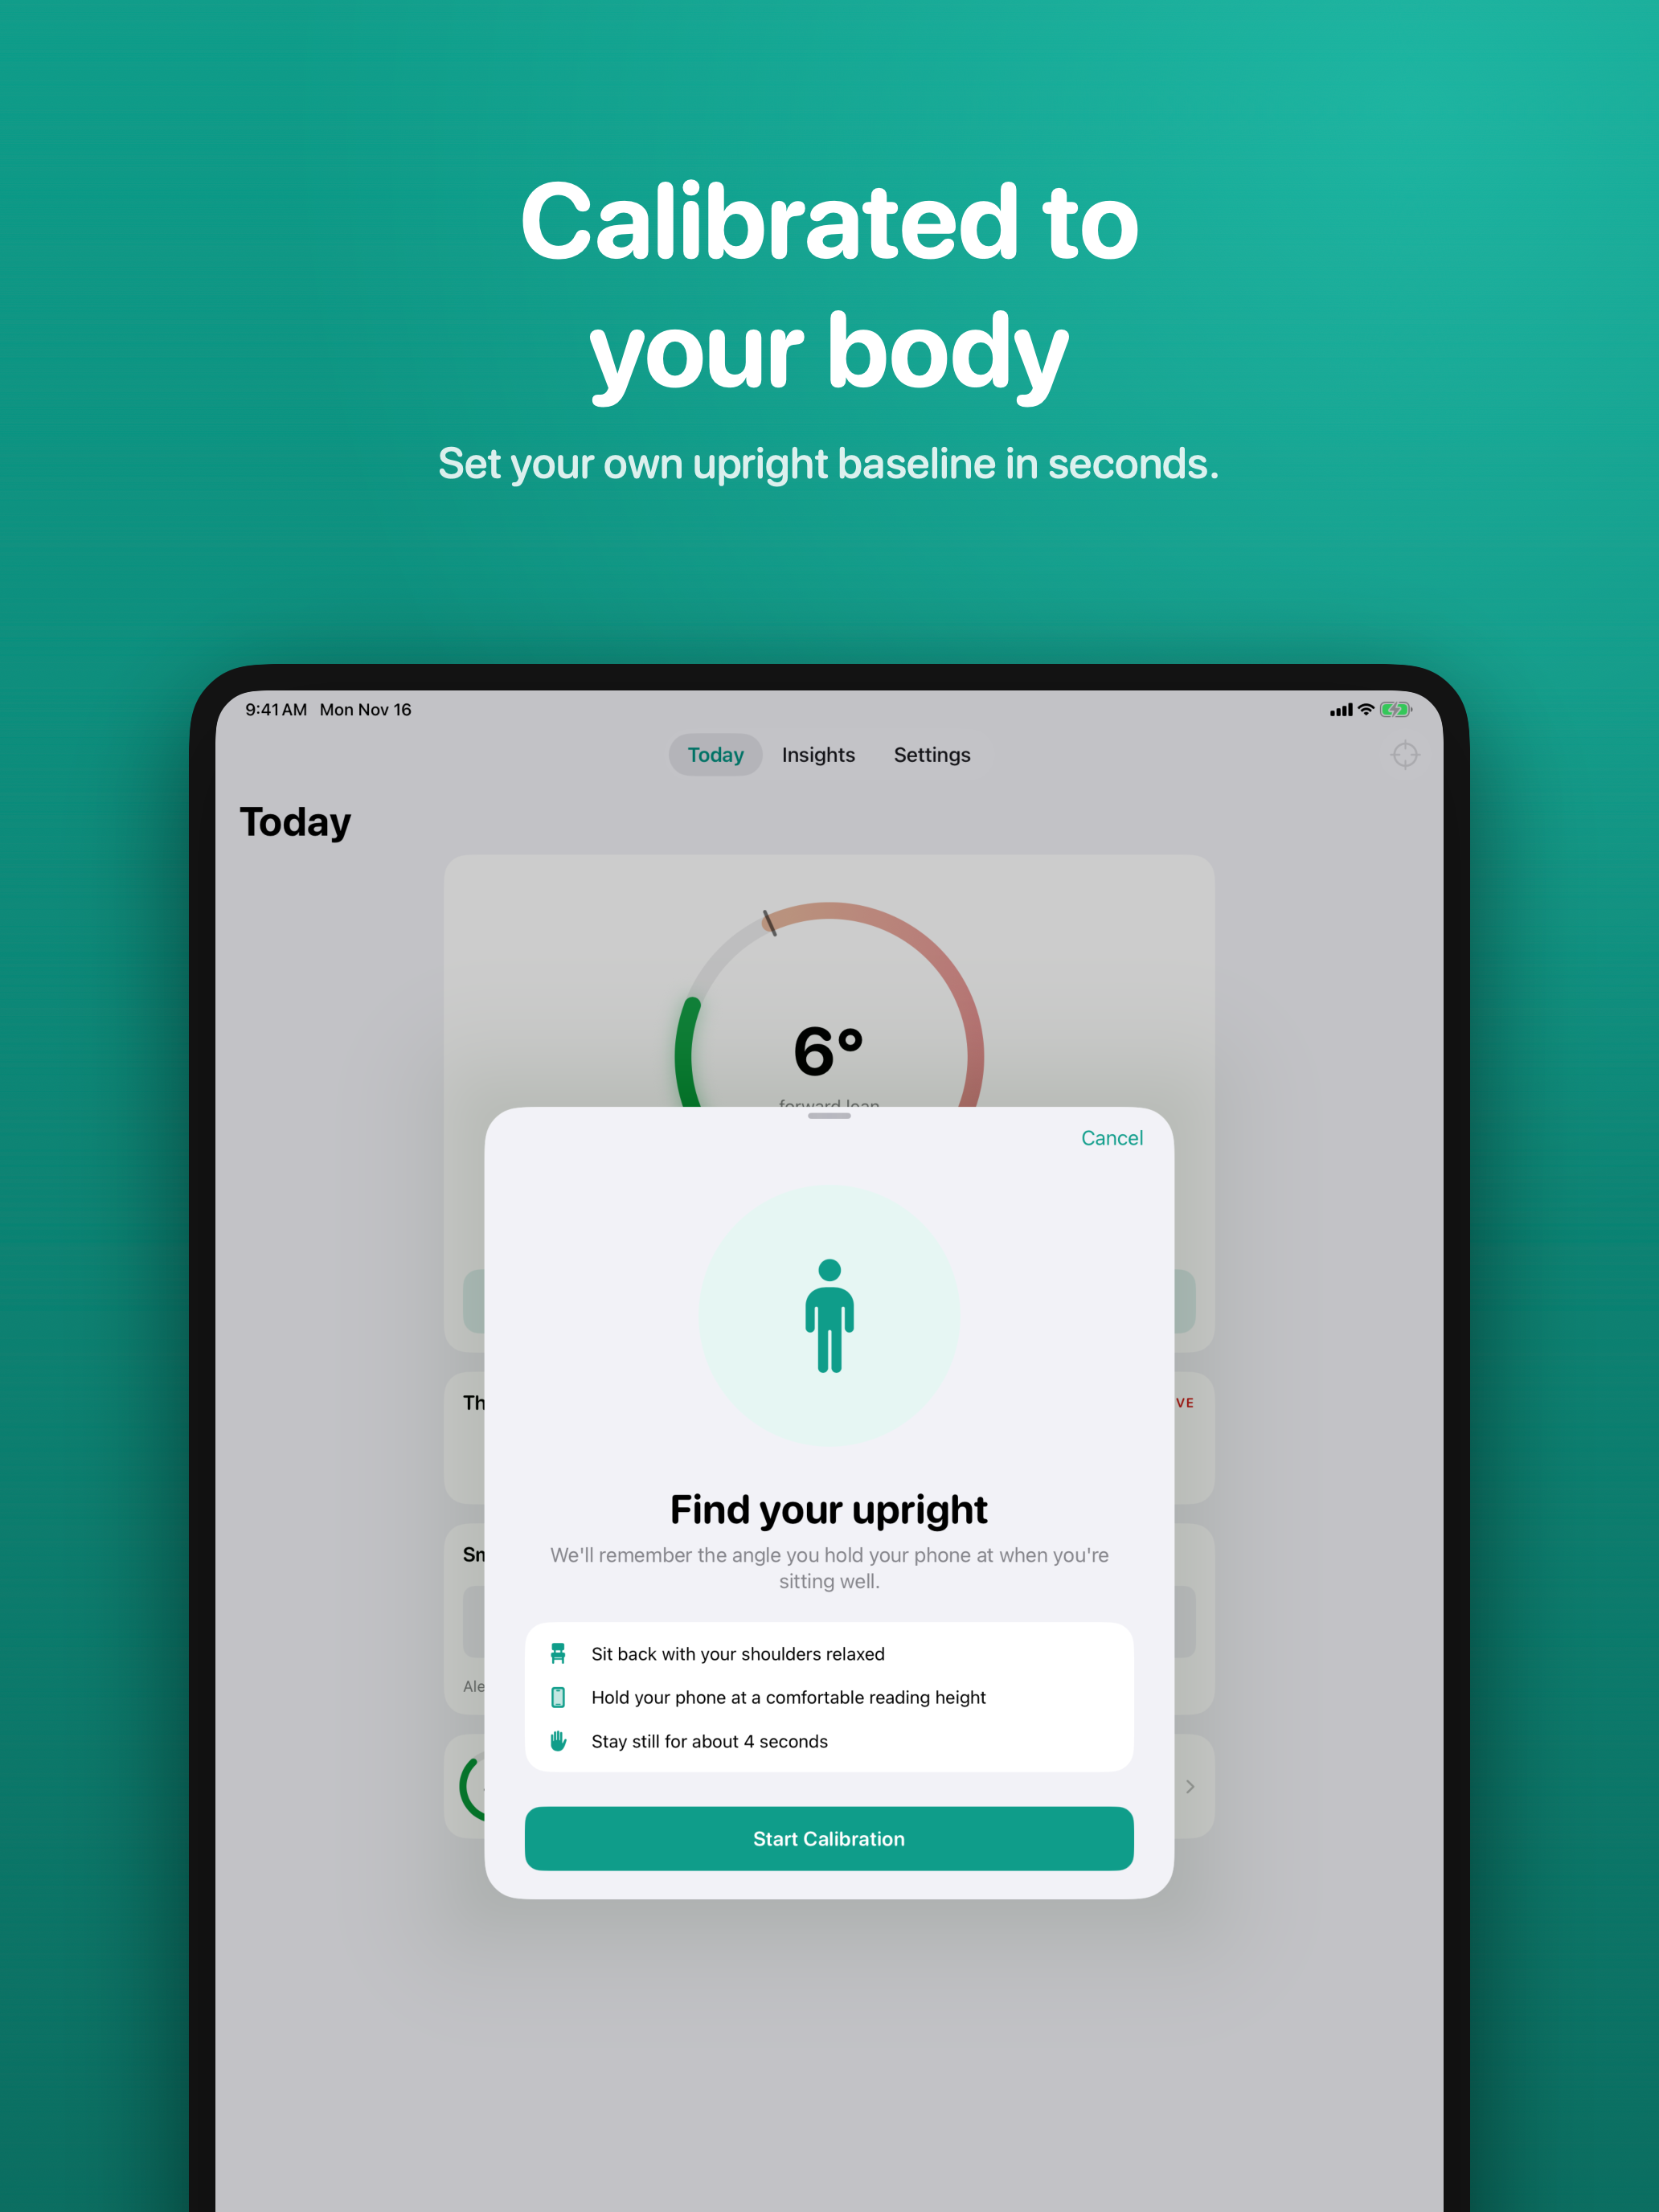 Calibrated to
your body
Set your own upright baseline in seconds.
9:41 AM Mon Nov 16
Today Insights Settings
Today
6°
forward lean
Cancel
Find your upright
We'll remember the angle you hold your phone at when you're
sitting well.
Sit back with your shoulders relaxed
Hold your phone at a comfortable reading height
Stay still for about 4 seconds
Start Calibration